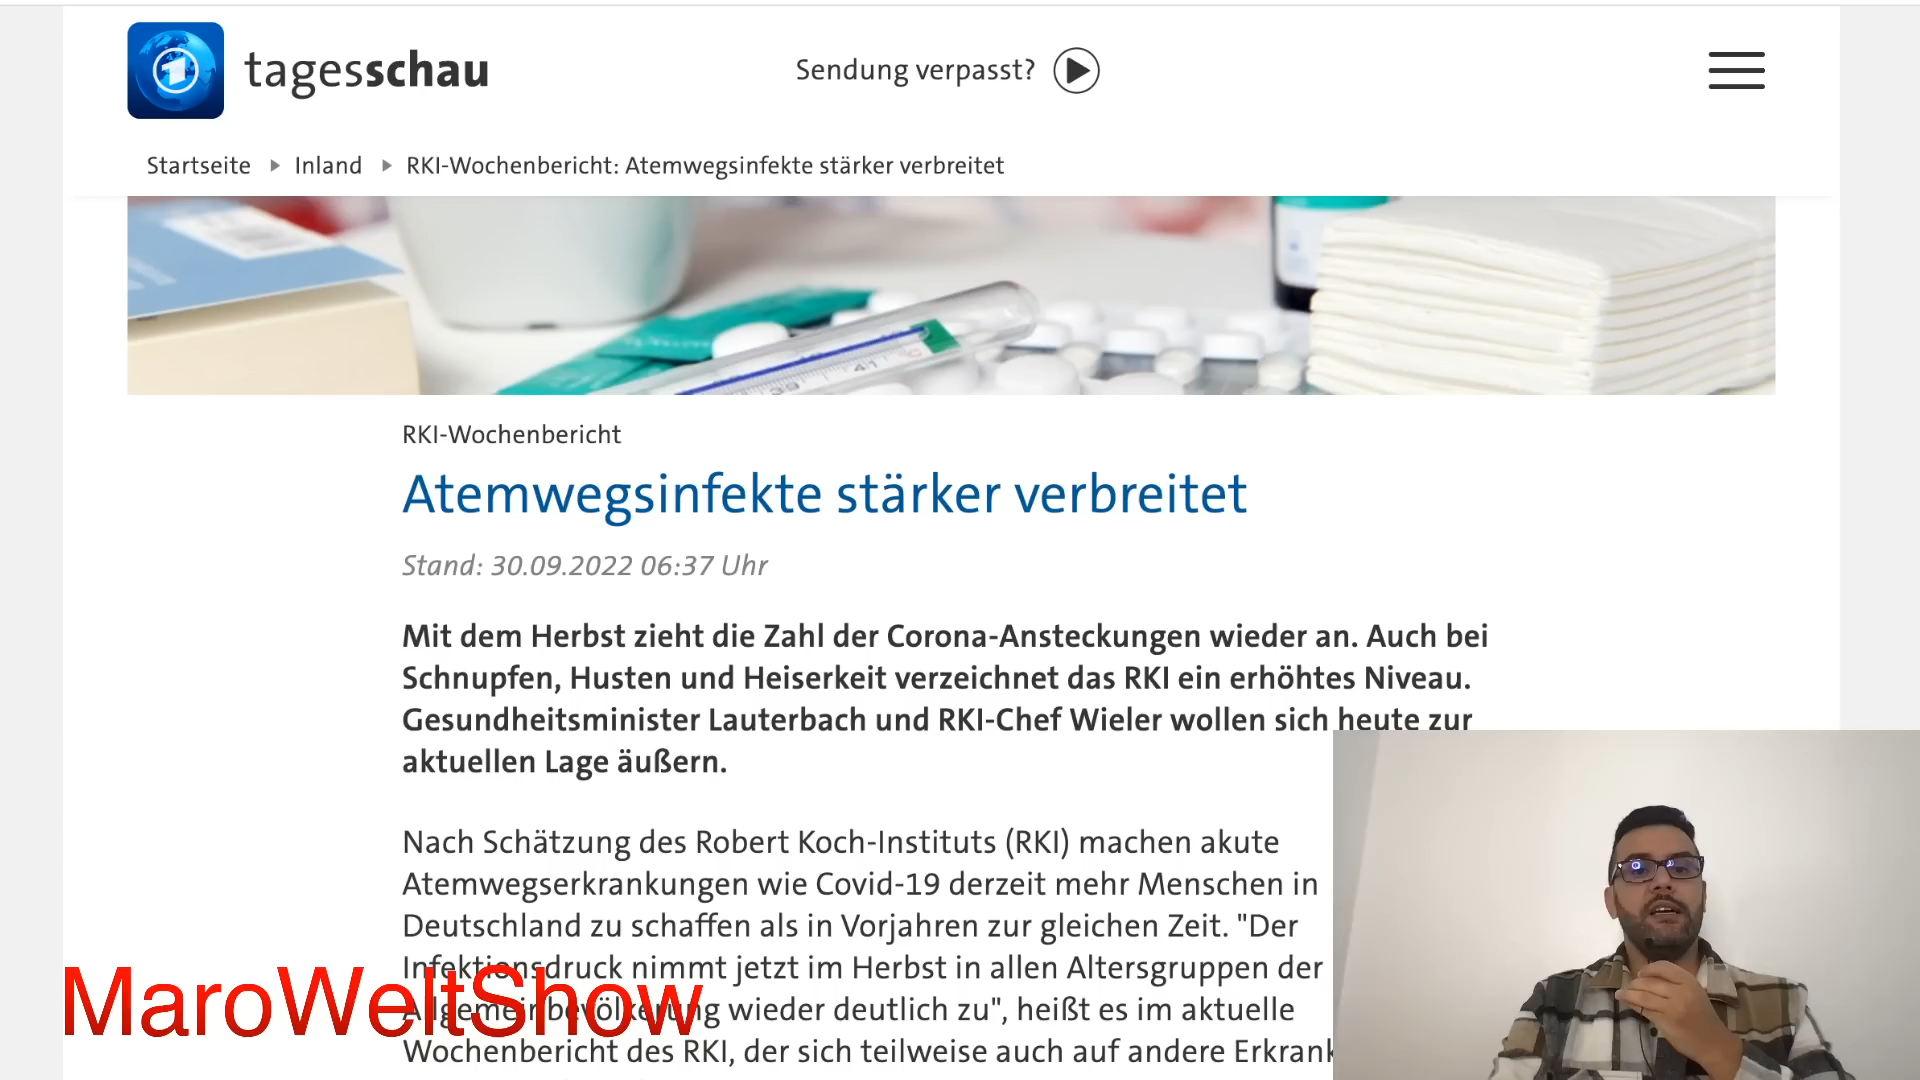 tagesschau
Sendung verpasst?
Startseite Inland RKI-Wochenbericht: Atemwegsinfekte stärker verbreitet
39 41
RKI-Wochenbericht
Atemwegsinfekte stärker verbreitet
Stand: 30.09.2022 06:37 Uhr
Mit dem Herbst zieht die Zahl der Corona-Ansteckungen wieder an. Auch bei
Schnupfen, Husten und Heiserkeit verzeichnet das RKI ein erhöhtes Niveau.
Gesundheitsminister Lauterbach und RKI-Chef Wieler wollen sich heute zur
aktuellen Lage äußern.
Nach Schätzung des Robert Koch-Instituts (RKI) machen akute
Atemwegserkrankungen wie Covid-19 derzeit mehr Menschen in
Deutschland zu schaffen als in Vorjahren zur gleichen Zeit. "Der
Infektionsdruck nimmt jetzt im Herbst in allen Altersgruppen der
Allgemeinbevölkerung wieder deutlich zu", heißt es im aktuelle
Wochenbericht des RKI, der sich teilweise auch auf andere Erkrank
MaroWeltShow